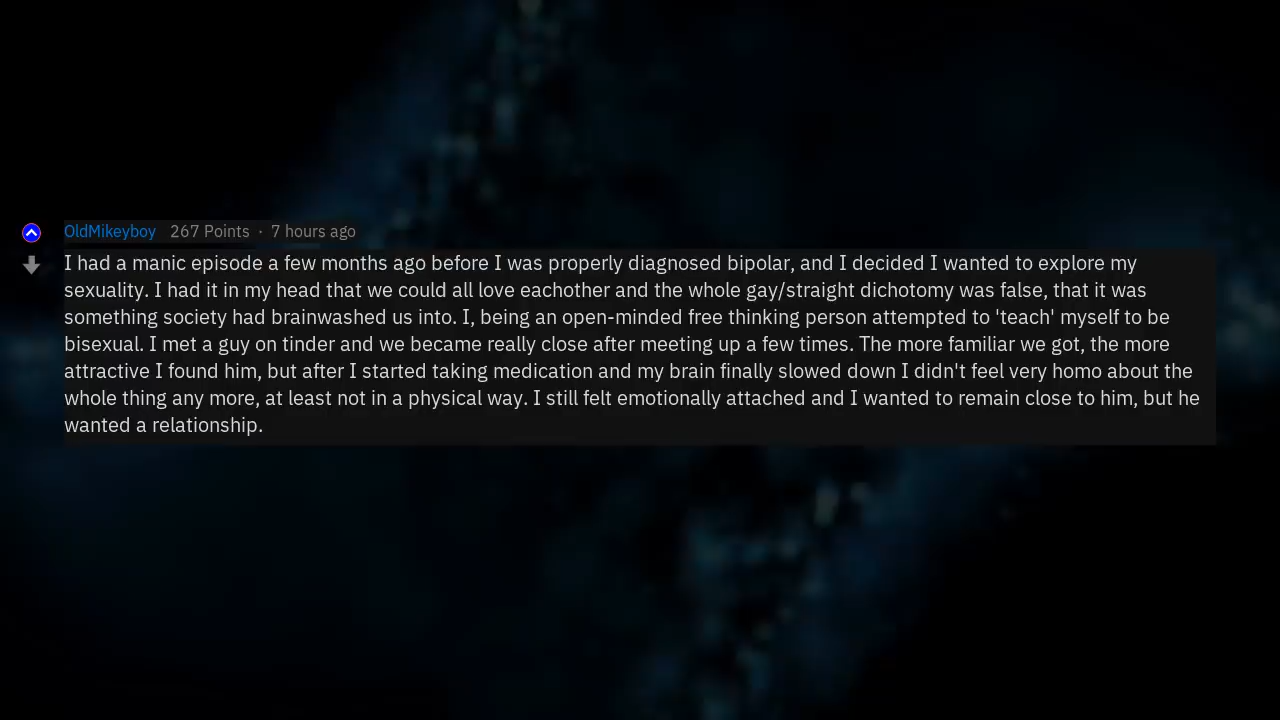 OldMikeyboy 267 Points · 7 hours ago
I had a manic episode a few months ago before I was properly diagnosed bipolar, and I decided I wanted to explore my
sexuality. I had it in my head that we could all love eachother and the whole gay/straight dichotomy was false, that it was
something society had brainwashed us into. I, being an open-minded free thinking person attempted to 'teach' myself to be
bisexual. I met a guy on tinder and we became really close after meeting up a few times. The more familiar we got, the more
attractive I found him, but after I started taking medication and my brain finally slowed down I didn't feel very homo about the
whole thing any more, at least not in a physical way. I still felt emotionally attached and I wanted to remain close to him, but he
wanted a relationship.